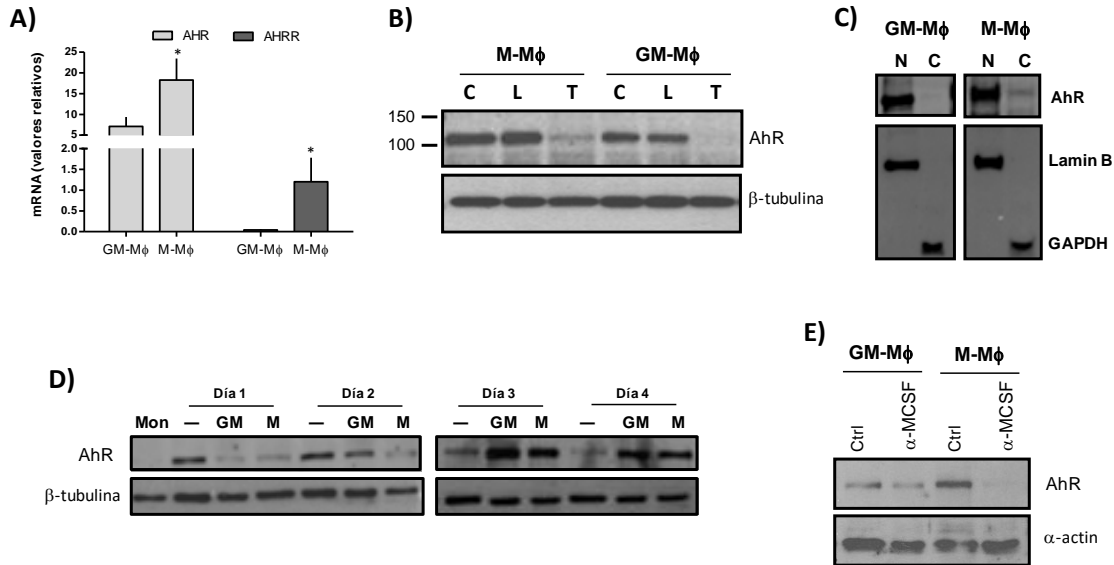 A)
AHR AHRR
mRNA (valores relativos)
25
20
15
10
5
2.0
1.5
1.0
0.5
0.0
*
*
GM-Mϕ M-Mϕ GM-Mϕ M-Mϕ
B)
M-Mϕ GM-Mϕ
C L T C L T
150
100
AhR
β-tubulina
C)
GM-Mϕ M-Mϕ
N C N C
AhR
Lamin B
GAPDH
D)
Día 1 Día 2 Día 3 Día 4
Mon — GM M — GM M — GM M — GM M
AhR
β-tubulina
E)
GM-Mϕ M-Mϕ
Ctrl α-MCSF Ctrl α-MCSF
AhR
α-actin